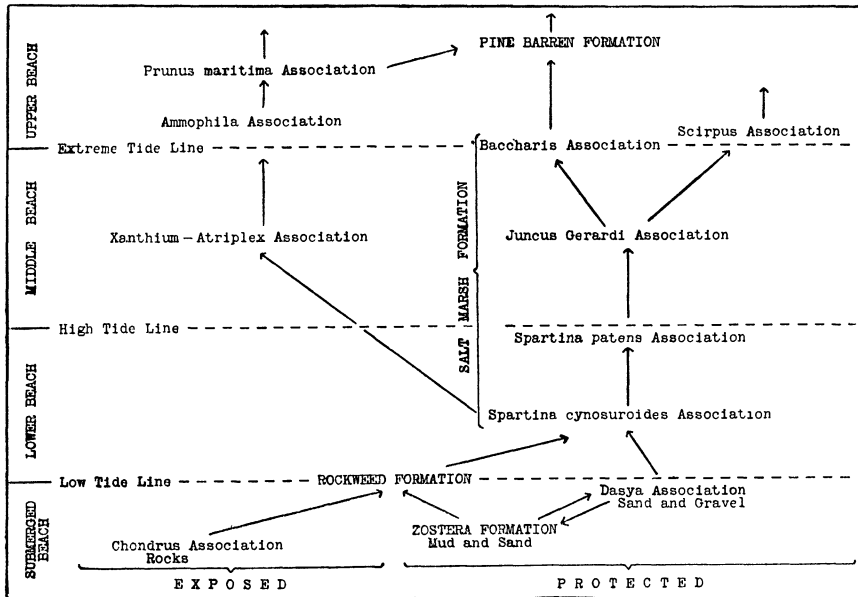 PINE BARREN FORMATION
Prunus maritima Association
UPPER BEACH
Ammophila Association
Scirpus Association
Extreme Tide Line
Baccharis Association
MIDDLE BEACH
Xanthium-Atriplex Association
SALT MARSH FORMATION
Juncus Gerardi Association
High Tide Line
Spartina patens Association
LOWER BEACH
Spartina cynosuroides Association
Low Tide Line
ROCKWEED FORMATION
Dasya Association
Sand and Gravel
SUBMERGED
BEACH
ZOSTERA FORMATION
Mud and Sand
Chondrus Association
Rocks
EXPOSED
PROTECTED